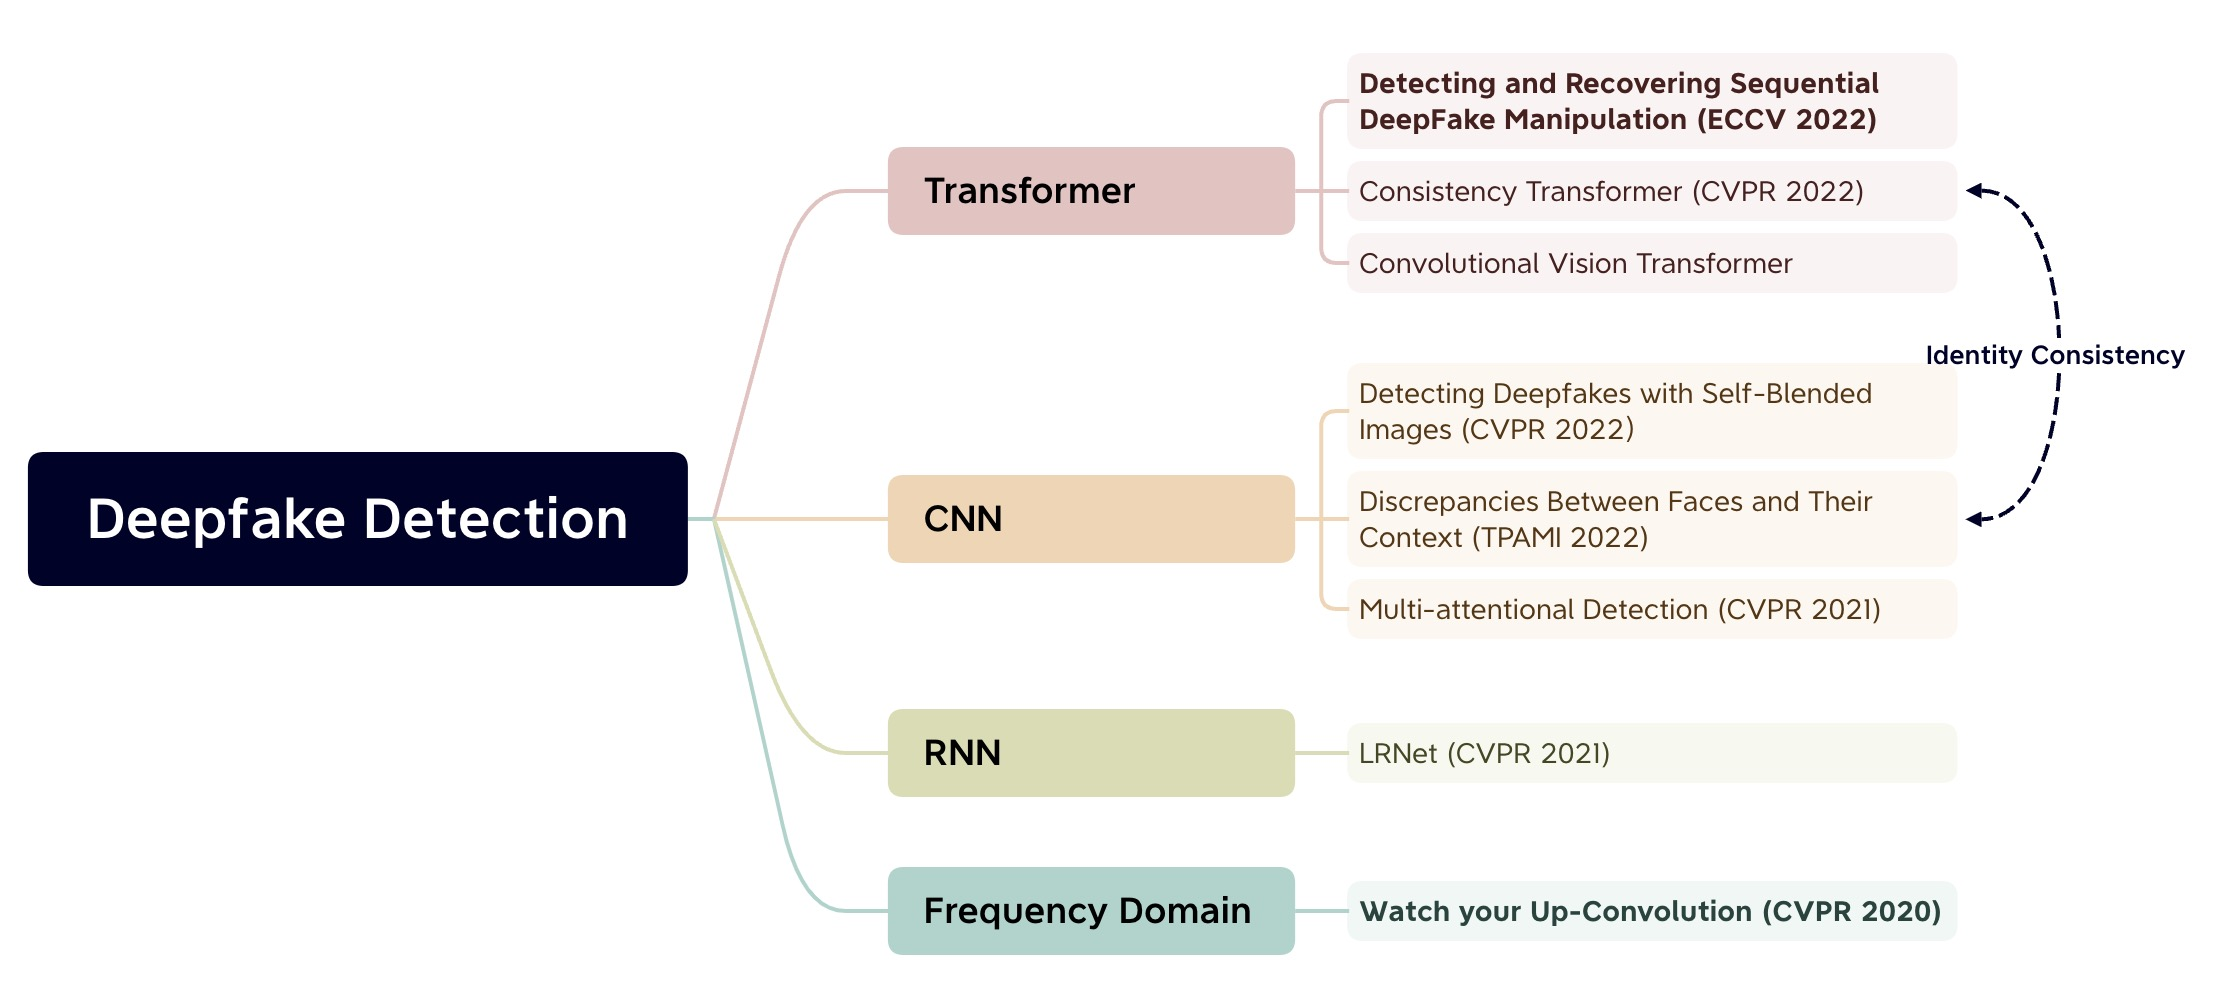 Deepfake Detection
Transformer
Detecting and Recovering Sequential
DeepFake Manipulation (ECCV 2022)
Consistency Transformer (CVPR 2022)
Convolutional Vision Transformer
Identity Consistency
CNN
Detecting Deepfakes with Self-Blended
Images (CVPR 2022)
Discrepancies Between Faces and Their
Context (TPAMI 2022)
Multi-attentional Detection (CVPR 2021)
RNN
LRNet (CVPR 2021)
Frequency Domain
Watch your Up-Convolution (CVPR 2020)